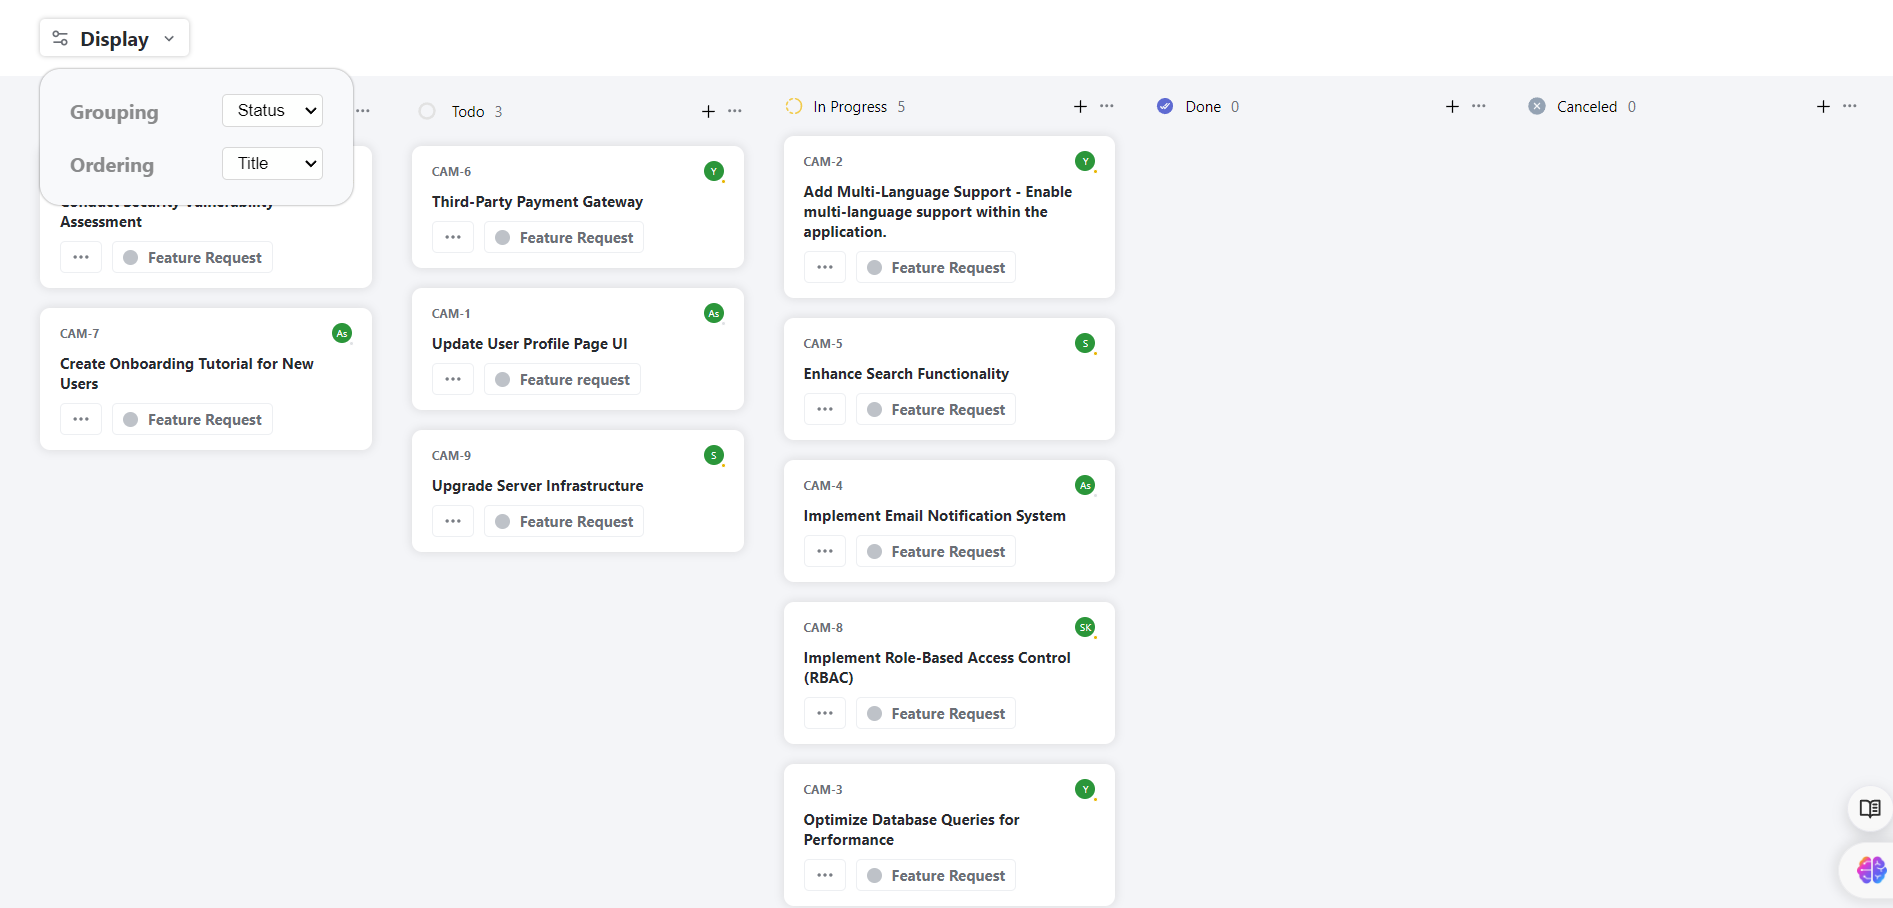 Display
Grouping
Status
Ordering
Title
Conduct Security Vulnerability
Assessment
Feature Request
CAM-7
As
Create Onboarding Tutorial for New
Users
Feature Request
Todo 3
CAM-6
Y
Third-Party Payment Gateway
Feature Request
CAM-1
As
Update User Profile Page UI
Feature request
CAM-9
S
Upgrade Server Infrastructure
Feature Request
In Progress 5
CAM-2
Y
Add Multi-Language Support - Enable
multi-language support within the
application.
Feature Request
CAM-5
S
Enhance Search Functionality
Feature Request
CAM-4
As
Implement Email Notification System
Feature Request
CAM-8
SK
Implement Role-Based Access Control
(RBAC)
Feature Request
CAM-3
Y
Optimize Database Queries for
Performance
Feature Request
Done 0
Canceled 0